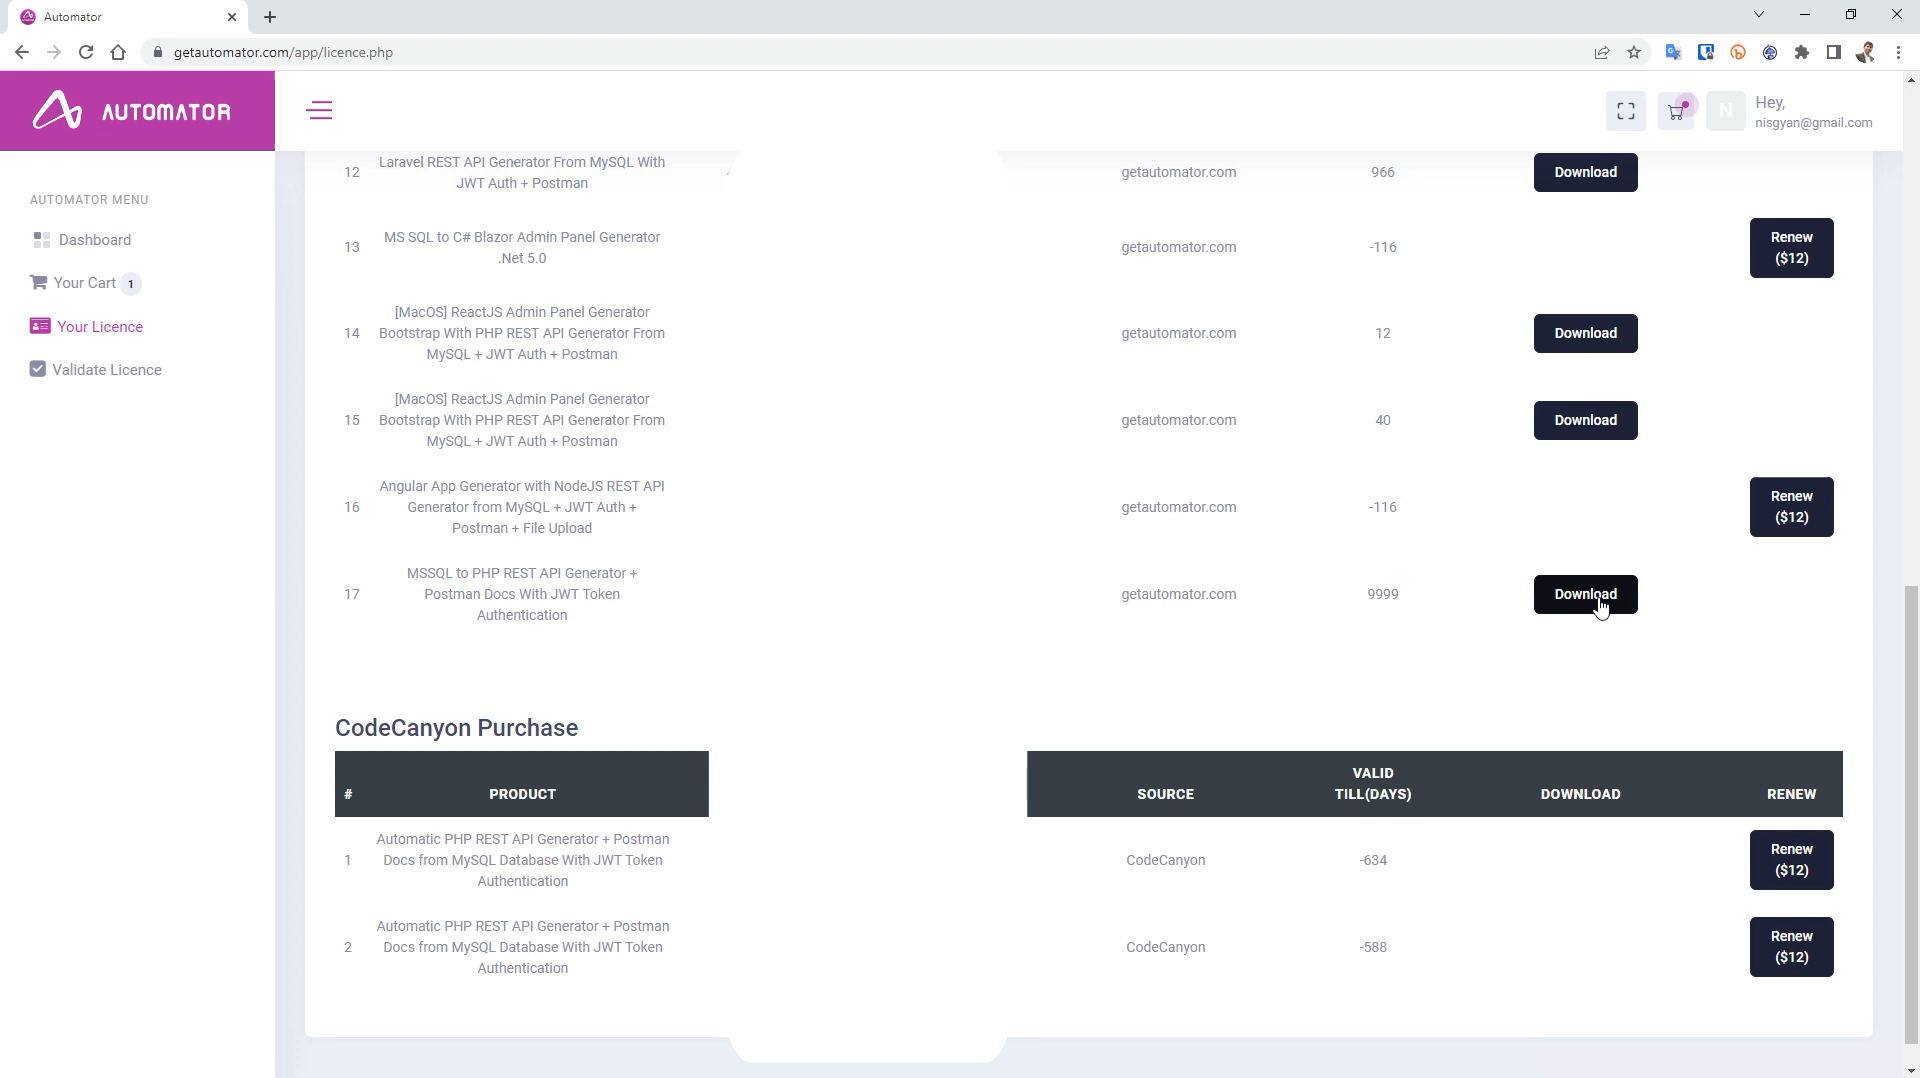 Automator
getautomator.com/app/licence.php
AUTOMATOR
N
Hey,
nisgyan@gmail.com
AUTOMATOR MENU
Dashboard
Your Cart 1
Your Licence
Validate Licence
12
Laravel REST API Generator From MySQL With
JWT Auth + Postman
getautomator.com
966
Download
13
MS SQL to C# Blazor Admin Panel Generator
.Net 5.0
getautomator.com
-116
Renew
($12)
14
[MacOS] ReactJS Admin Panel Generator
Bootstrap With PHP REST API Generator From
MySQL + JWT Auth + Postman
getautomator.com
12
Download
15
[MacOS] ReactJS Admin Panel Generator
Bootstrap With PHP REST API Generator From
MySQL + JWT Auth + Postman
getautomator.com
40
Download
16
Angular App Generator with NodeJS REST API
Generator from MySQL + JWT Auth +
Postman + File Upload
getautomator.com
-116
Renew
($12)
17
MSSQL to PHP REST API Generator +
Postman Docs With JWT Token
Authentication
getautomator.com
9999
Download
CodeCanyon Purchase
#
PRODUCT
SOURCE
VALID
TILL(DAYS)
DOWNLOAD
RENEW
1
Automatic PHP REST API Generator + Postman
Docs from MySQL Database With JWT Token
Authentication
CodeCanyon
-634
Renew
($12)
2
Automatic PHP REST API Generator + Postman
Docs from MySQL Database With JWT Token
Authentication
CodeCanyon
-588
Renew
($12)